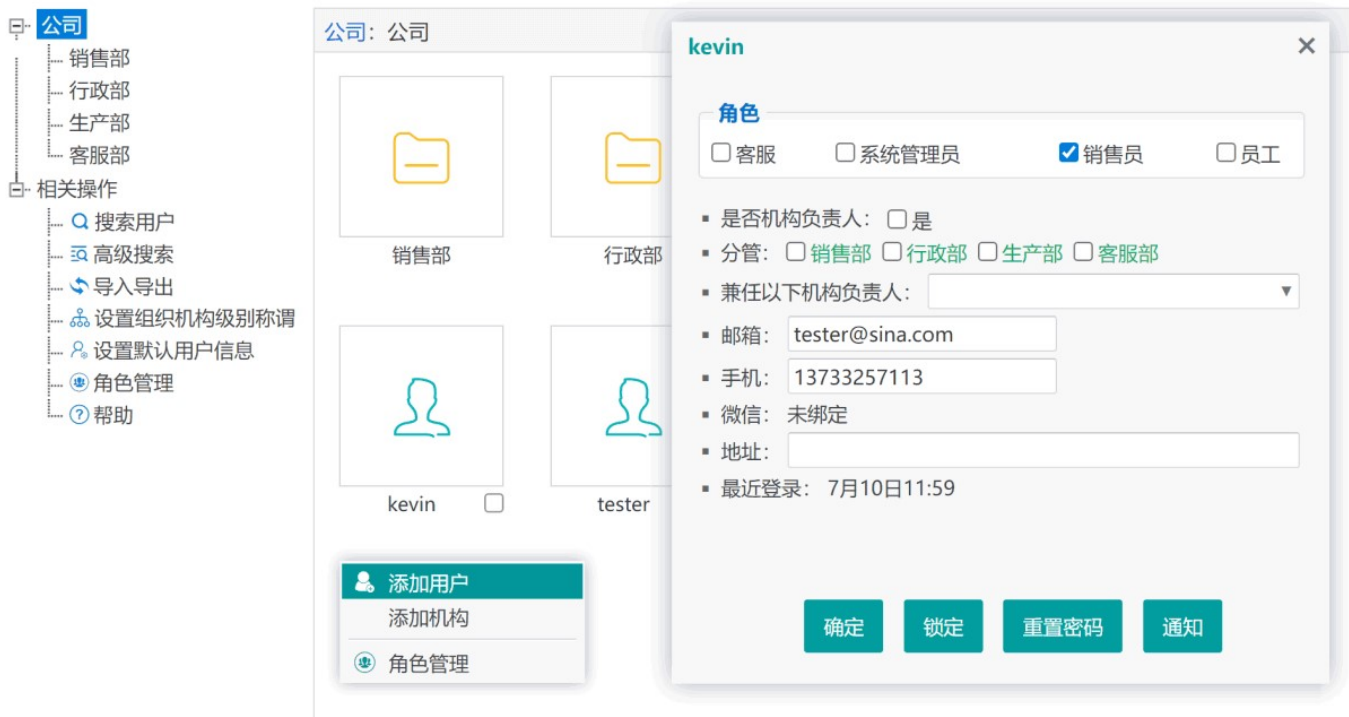 公司
销售部
行政部
生产部
客服部
相关操作
搜索用户
高级搜索
导入导出
设置组织机构级别称谓
设置默认用户信息
角色管理
帮助
公司：公司
销售部
行政部
kevin
tester
添加用户
添加机构
角色管理
kevin
角色
客服 系统管理员 销售员 员工
是否机构负责人： 是
分管： 销售部 行政部 生产部 客服部
兼任以下机构负责人：
邮箱： tester@sina.com
手机： 13733257113
微信： 未绑定
地址：
最近登录： 7月10日11:59
确定 锁定 重置密码 通知